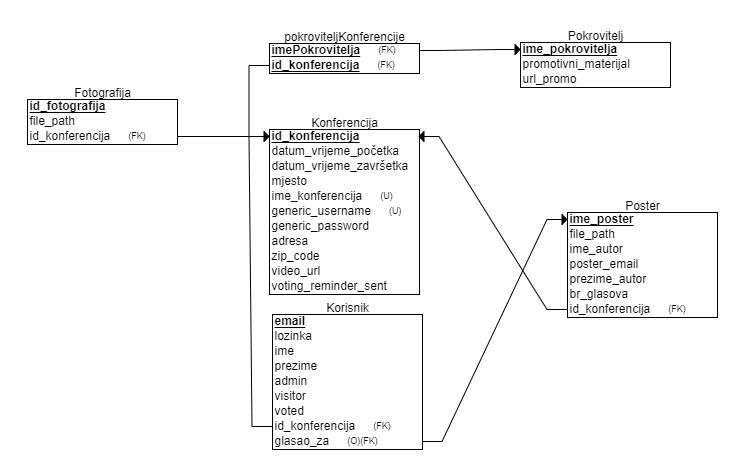 pokroviteljKonferencije
imePokrovitelja (FK)
id_konferencija (FK)
Pokrovitelj
ime_pokrovitelja
promotivni_materijal
url_promo
Fotografija
id_fotografija
file_path
id_konferencija (FK)
Konferencija
id_konferencija
datum_vrijeme_početka
datum_vrijeme_završetka
mjesto
ime_konferencija (U)
generic_username (U)
generic_password
adresa
zip_code
video_url
voting_reminder_sent
Poster
ime_poster
file_path
ime_autor
poster_email
prezime_autor
br_glasova
id_konferencija (FK)
Korisnik
email
lozinka
ime
prezime
admin
visitor
voted
id_konferencija (FK)
glasao_za (O)(FK)